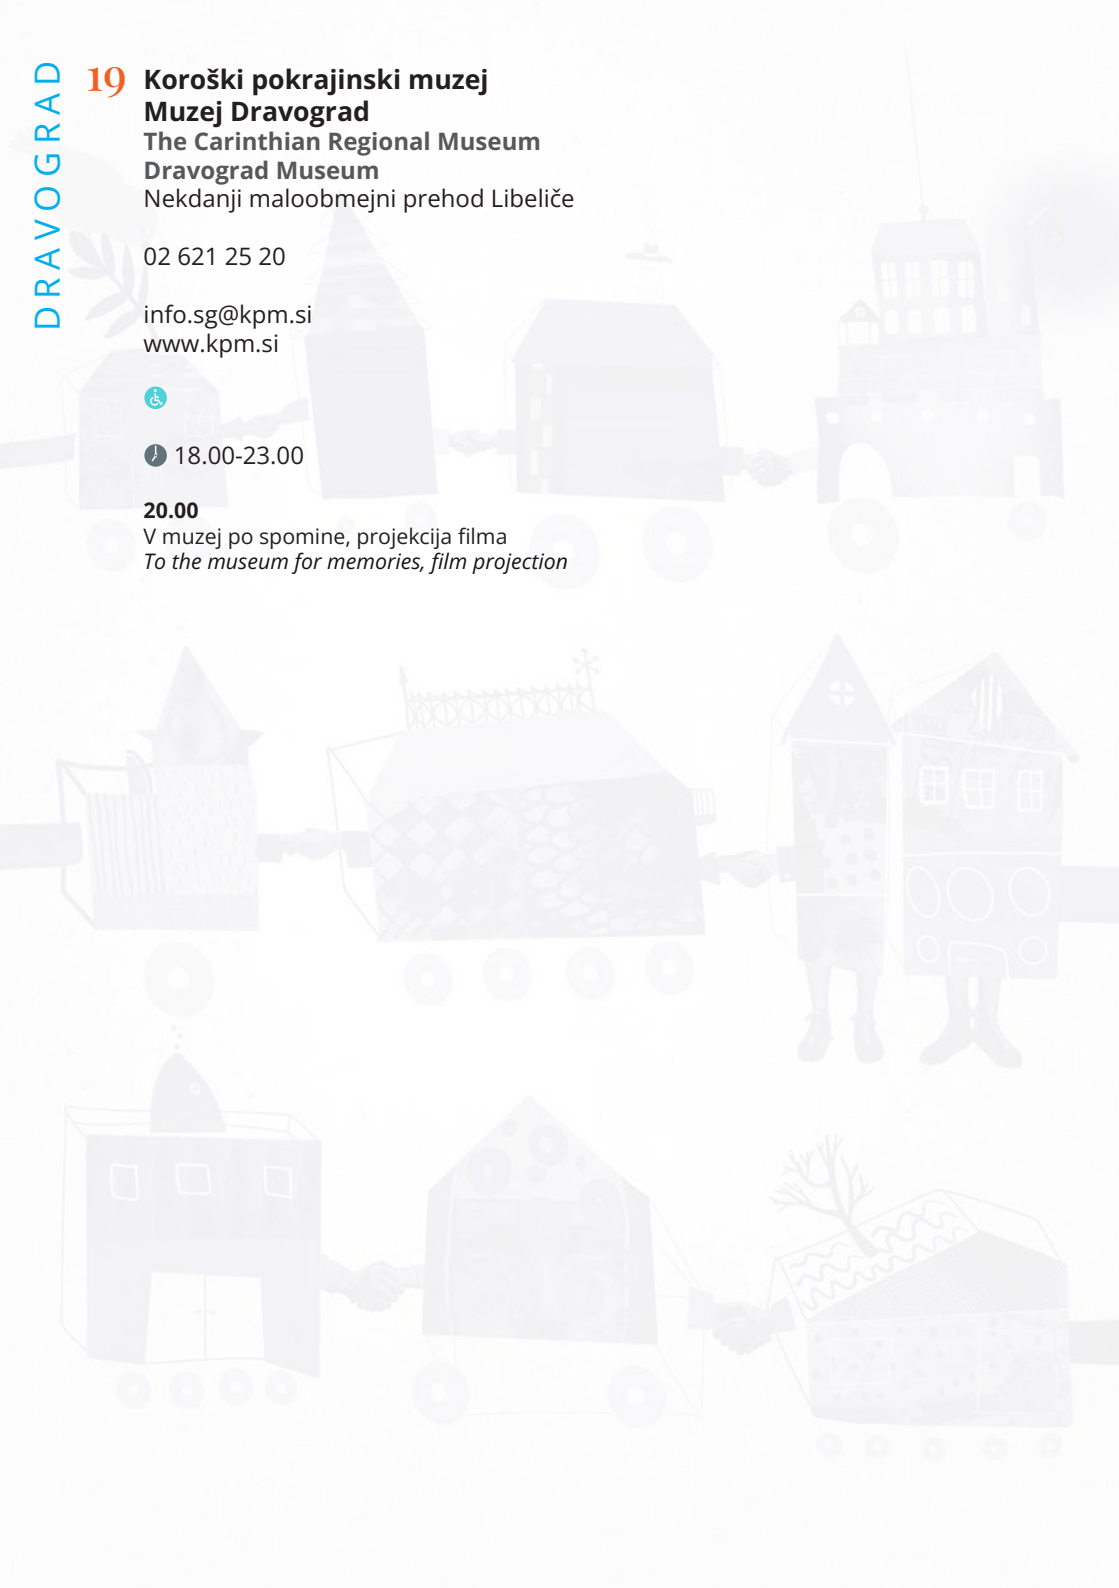 DRAVOGRAD
19 Koroški pokrajinski muzej
Muzej Dravograd
The Carinthian Regional Museum
Dravograd Museum
Nekdanji maloobmejni prehod Libeliče
02 621 25 20
info.sg@kpm.si
www.kpm.si
18.00-23.00
20.00
V muzej po spomine, projekcija filma
To the museum for memories, film projection